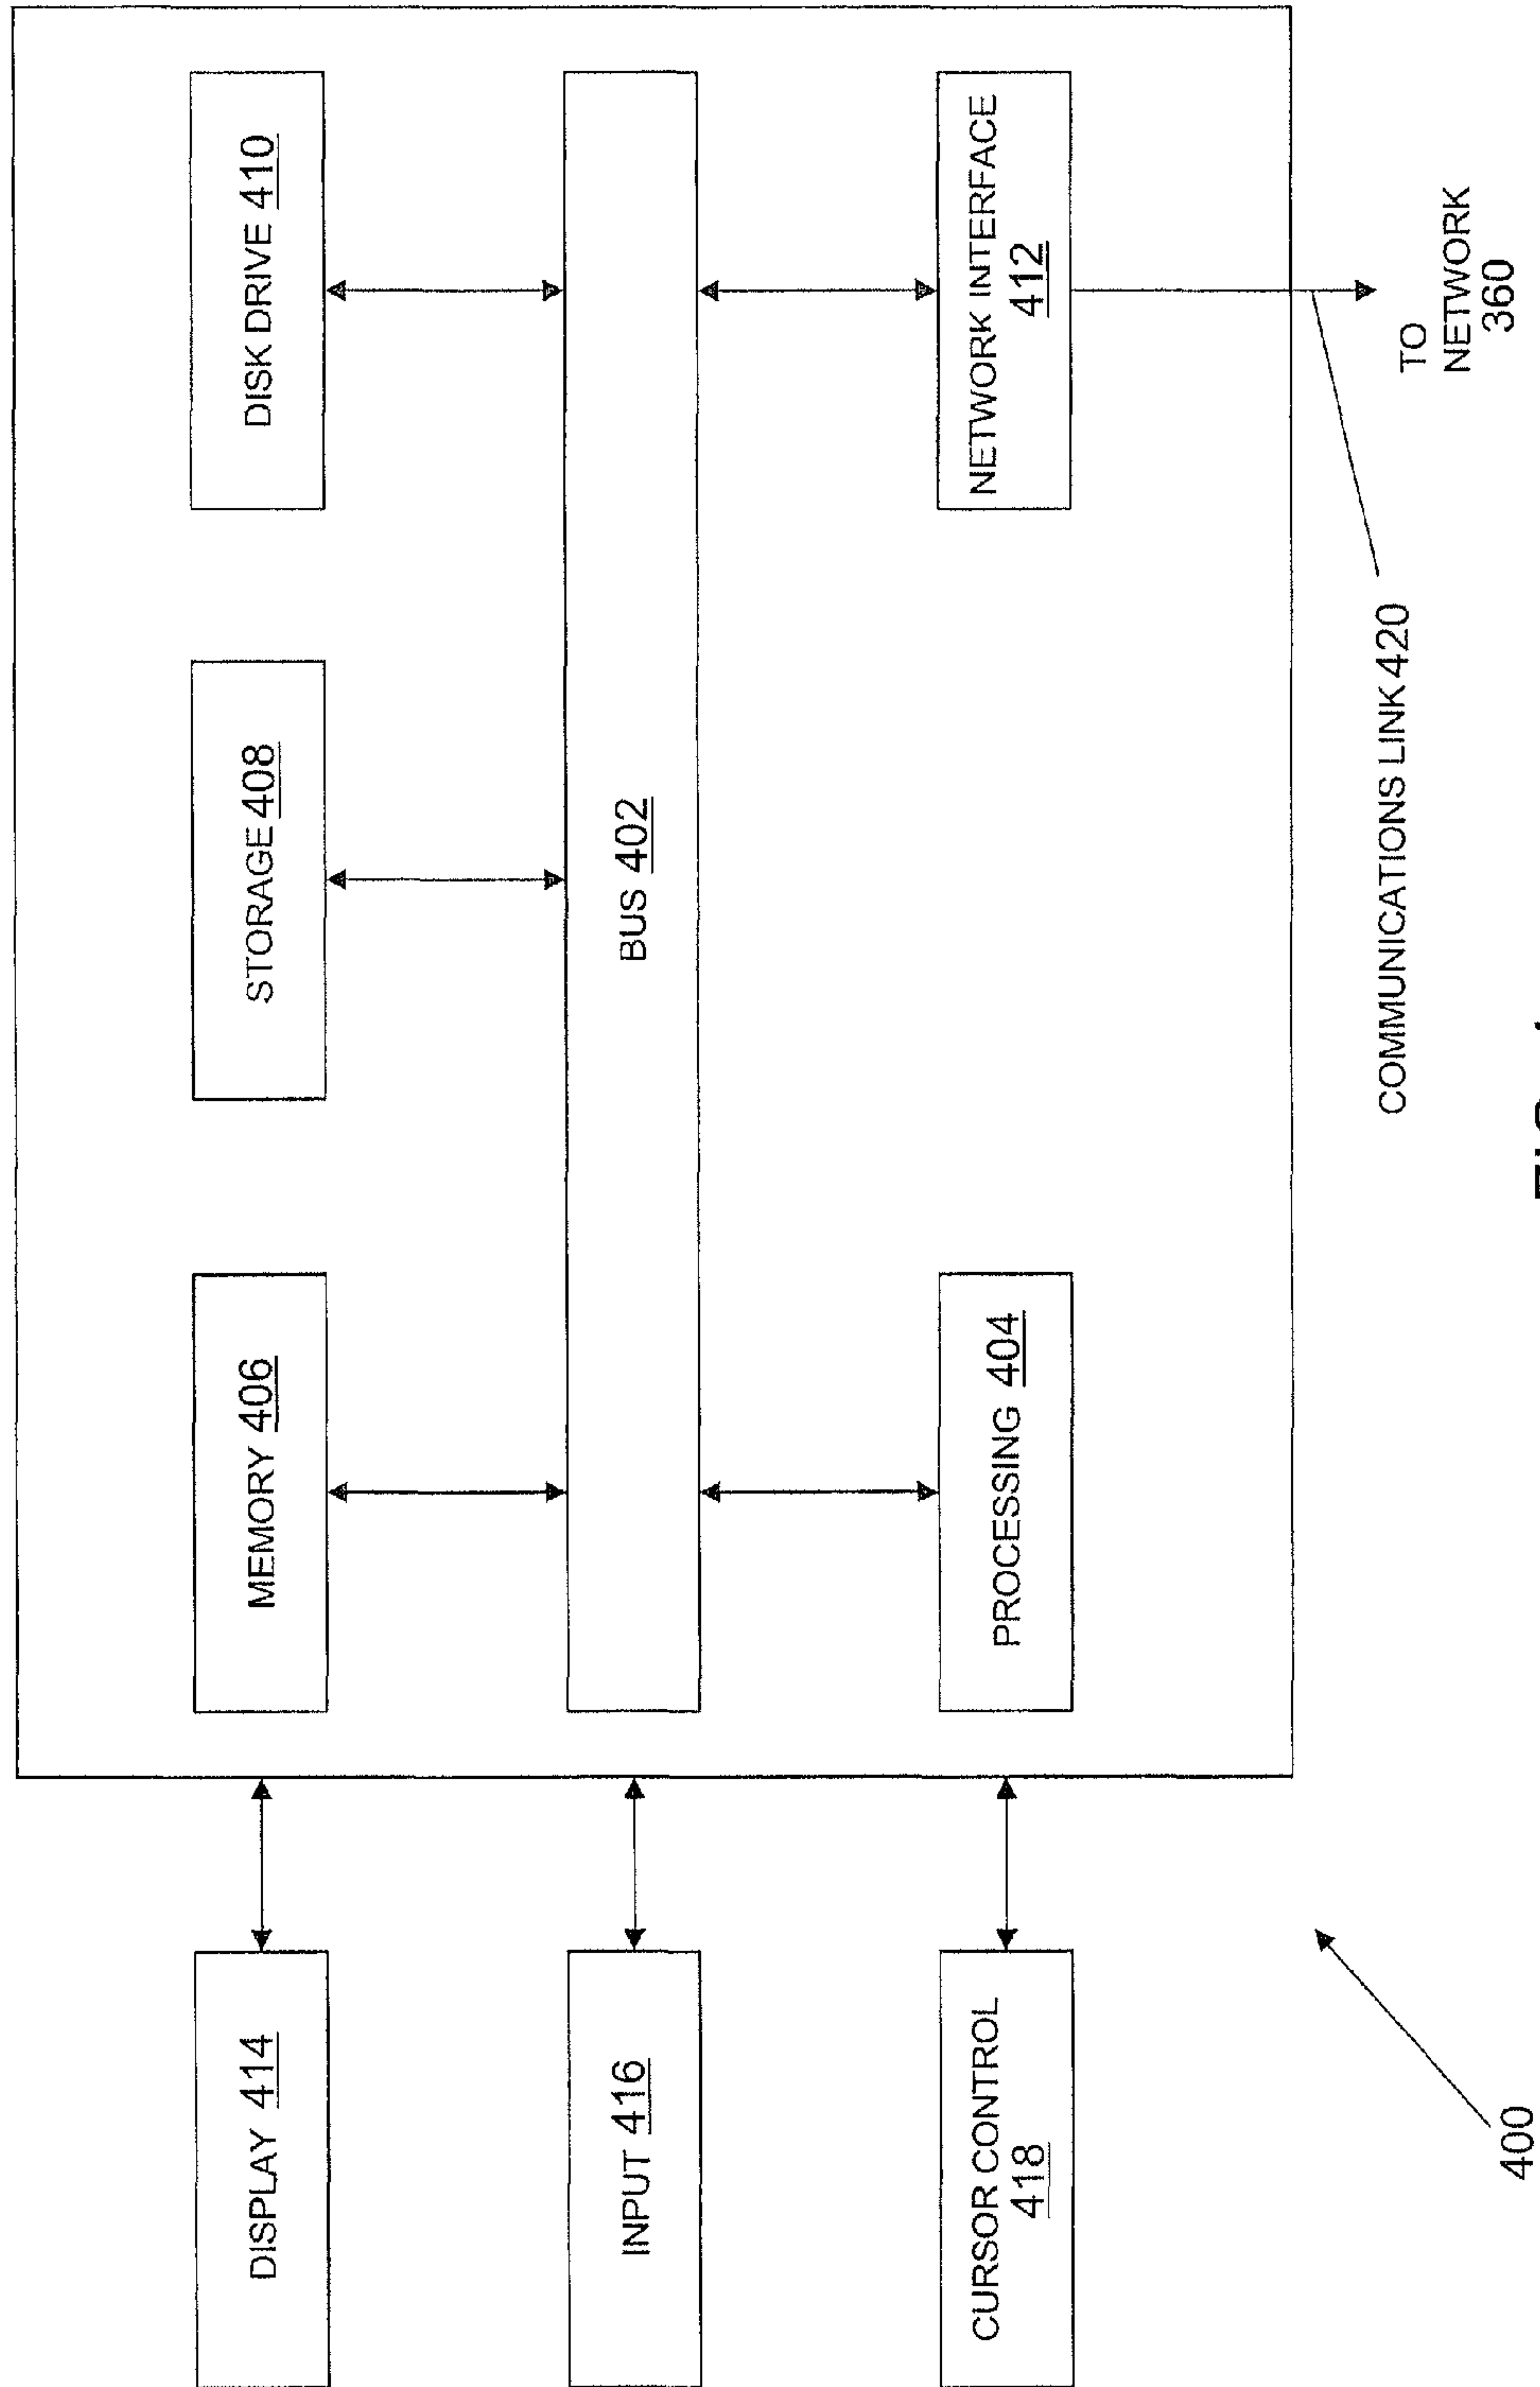 DISPLAY 414
MEMORY 406
STORAGE 408
DISK DRIVE 410
INPUT 416
BUS 402
CURSOR CONTROL
418
PROCESSING 404
NETWORK INTERFACE
412
COMMUNICATIONS LINK 420
TO
NETWORK
360
400